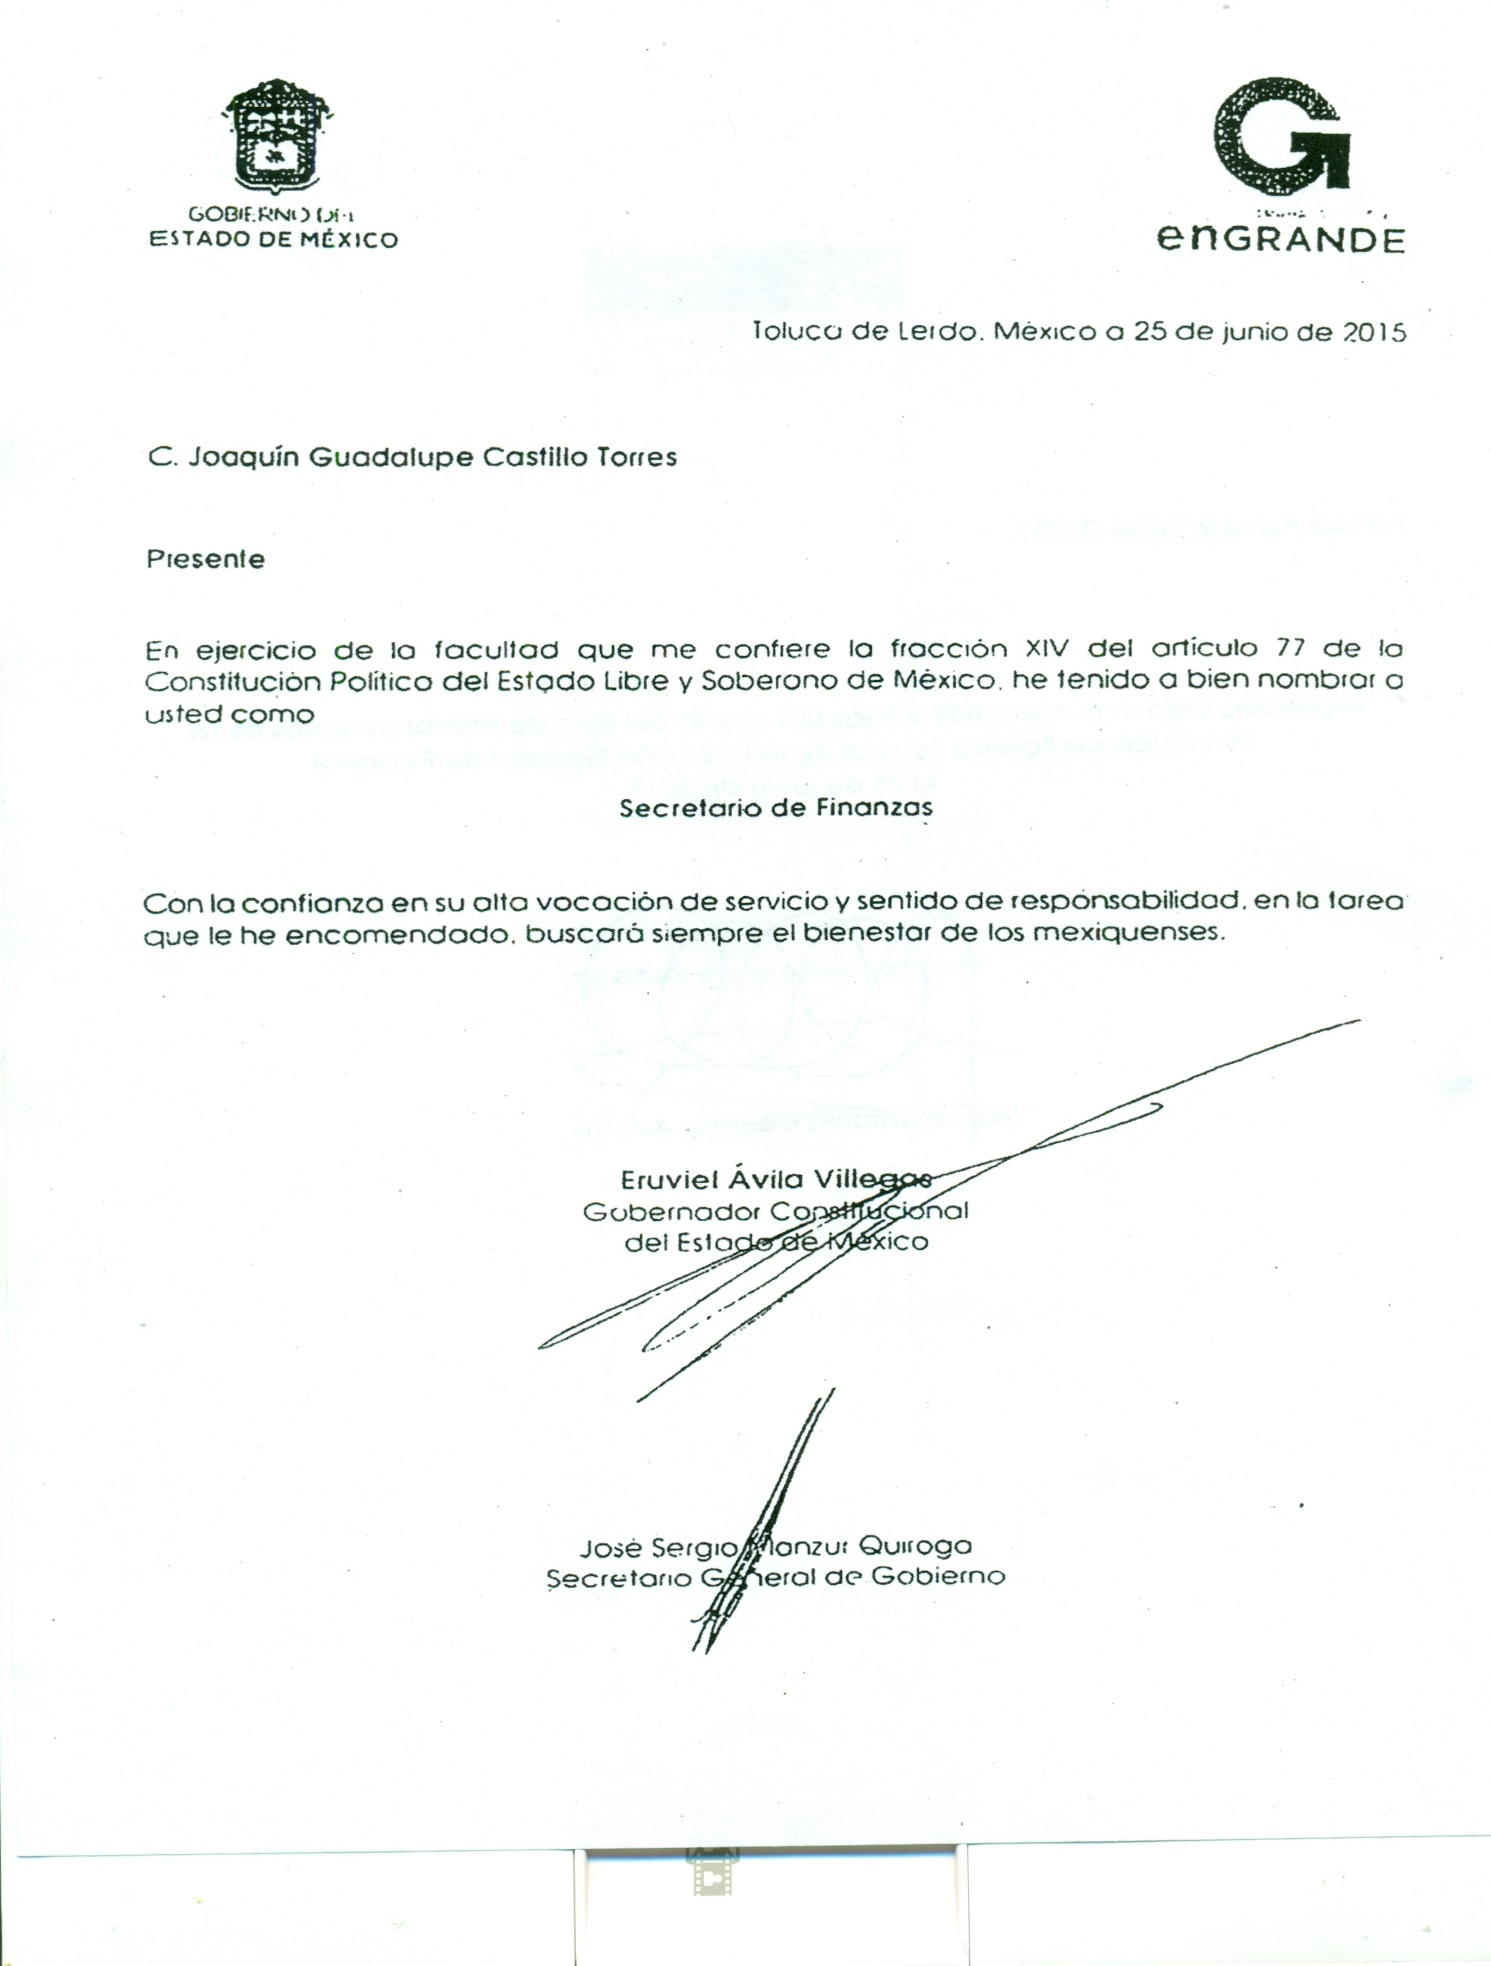 GOBIERNO DEL
ESTADO DE MÉXICO
enGRANDE
Toluca de Lerdo, México a 25 de junio de 2015
C. Joaquín Guadalupe Castillo Torres
Presente
En ejercicio de la facultad que me confiere la fracción XIV del artículo 77 de la
Constitución Política del Estado Libre y Soberano de México, he tenido a bien nombrar a
usted como
Secretario de Finanzas
Con la confianza en su alta vocación de servicio y sentido de responsabilidad, en la tarea
que le he encomendado, buscará siempre el bienestar de los mexiquenses.
Eruviel Ávila Villegas
Gobernador Constitucional
del Estado de México
José Sergio Manzur Quiroga
Secretario General de Gobierno